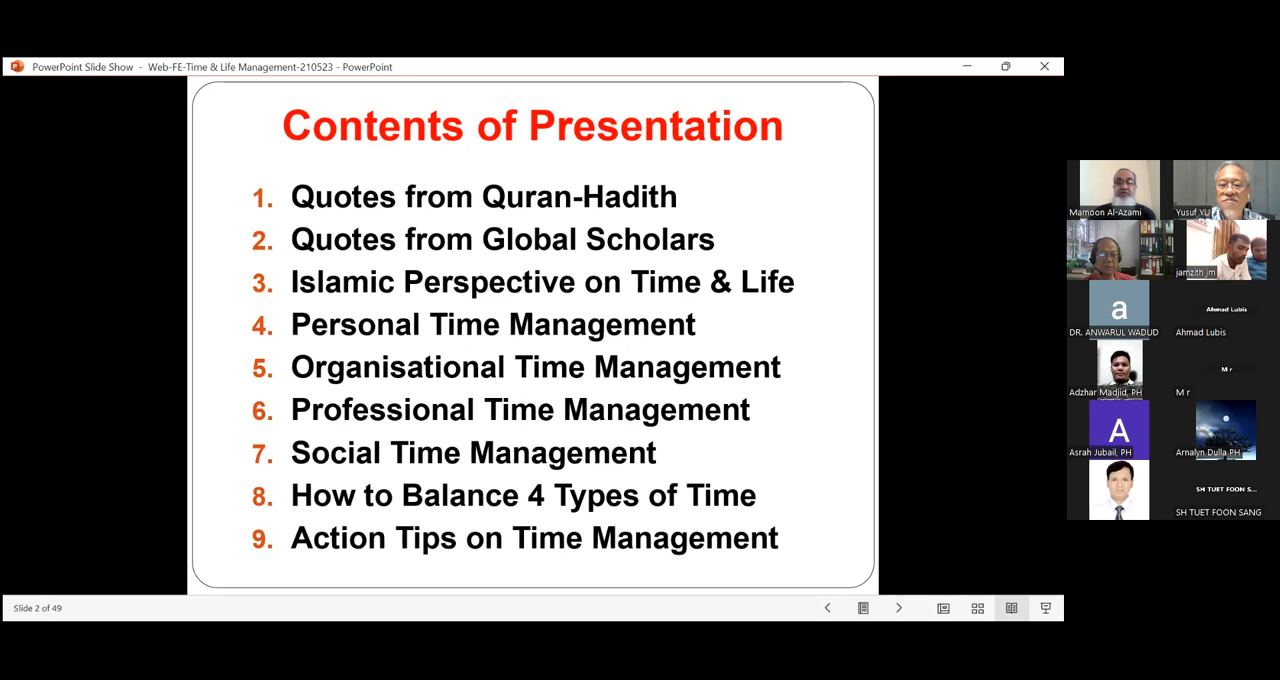 PowerPoint Slide Show - Web-FE-Time & Life Management-210523 - PowerPoint
Contents of Presentation
1. Quotes from Quran-Hadith
2. Quotes from Global Scholars
3. Islamic Perspective on Time & Life
4. Personal Time Management
5. Organisational Time Management
6. Professional Time Management
7. Social Time Management
8. How to Balance 4 Types of Time
9. Action Tips on Time Management
Slide 2 of 49
Mamoon Al-Azami
Yusuf YU
jamzith jm
a
DR. ANWARUL WADUD
Ahmad Lubis
Ahmad Lubis
Adzhar Madjid, PH
M r
M r
A
Asrah Jubail, PH
Arnalyn Dulla PH
SH TUET FOON S...
SH TUET FOON SANG